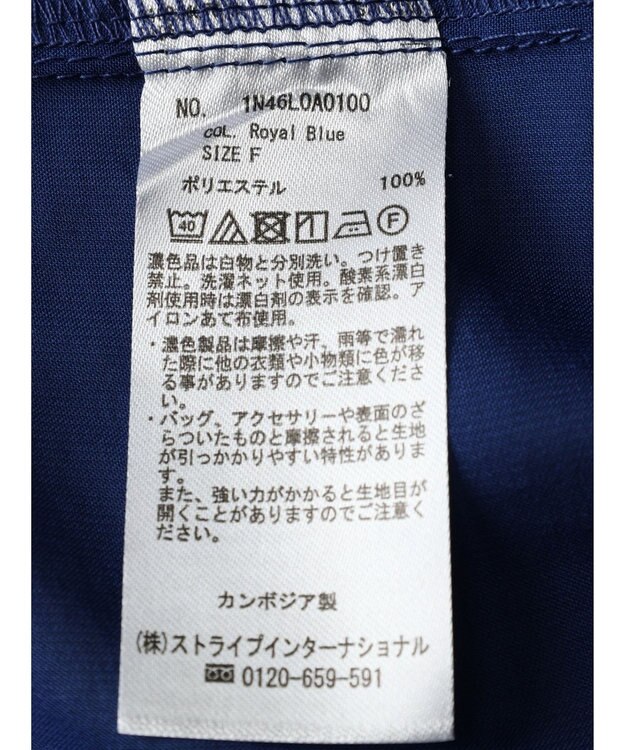 NO. 1N46L0A0100
COL. Royal Blue
SIZE F
ポリエステル 100%
40 F
濃色品は白物と分別洗い。つけ置き
禁止。洗濯ネット使用。酸素系漂白
剤使用時は漂白剤の表示を確認。ア
イロンあて布使用。
・濃色製品は摩擦や汗、雨等で濡れ
た際に他の衣類や小物類に色が移
る事がありますのでご注意くださ
い。
・バッグ、アクセサリーや表面のざ
らついたものと摩擦されると生地
が引っかかりやすい特性がありま
す。
また、強い力がかかると生地目が
開くことがありますのでご注意く
ださい。
カンボジア製
(株)ストライプインターナショナル
0120-659-591